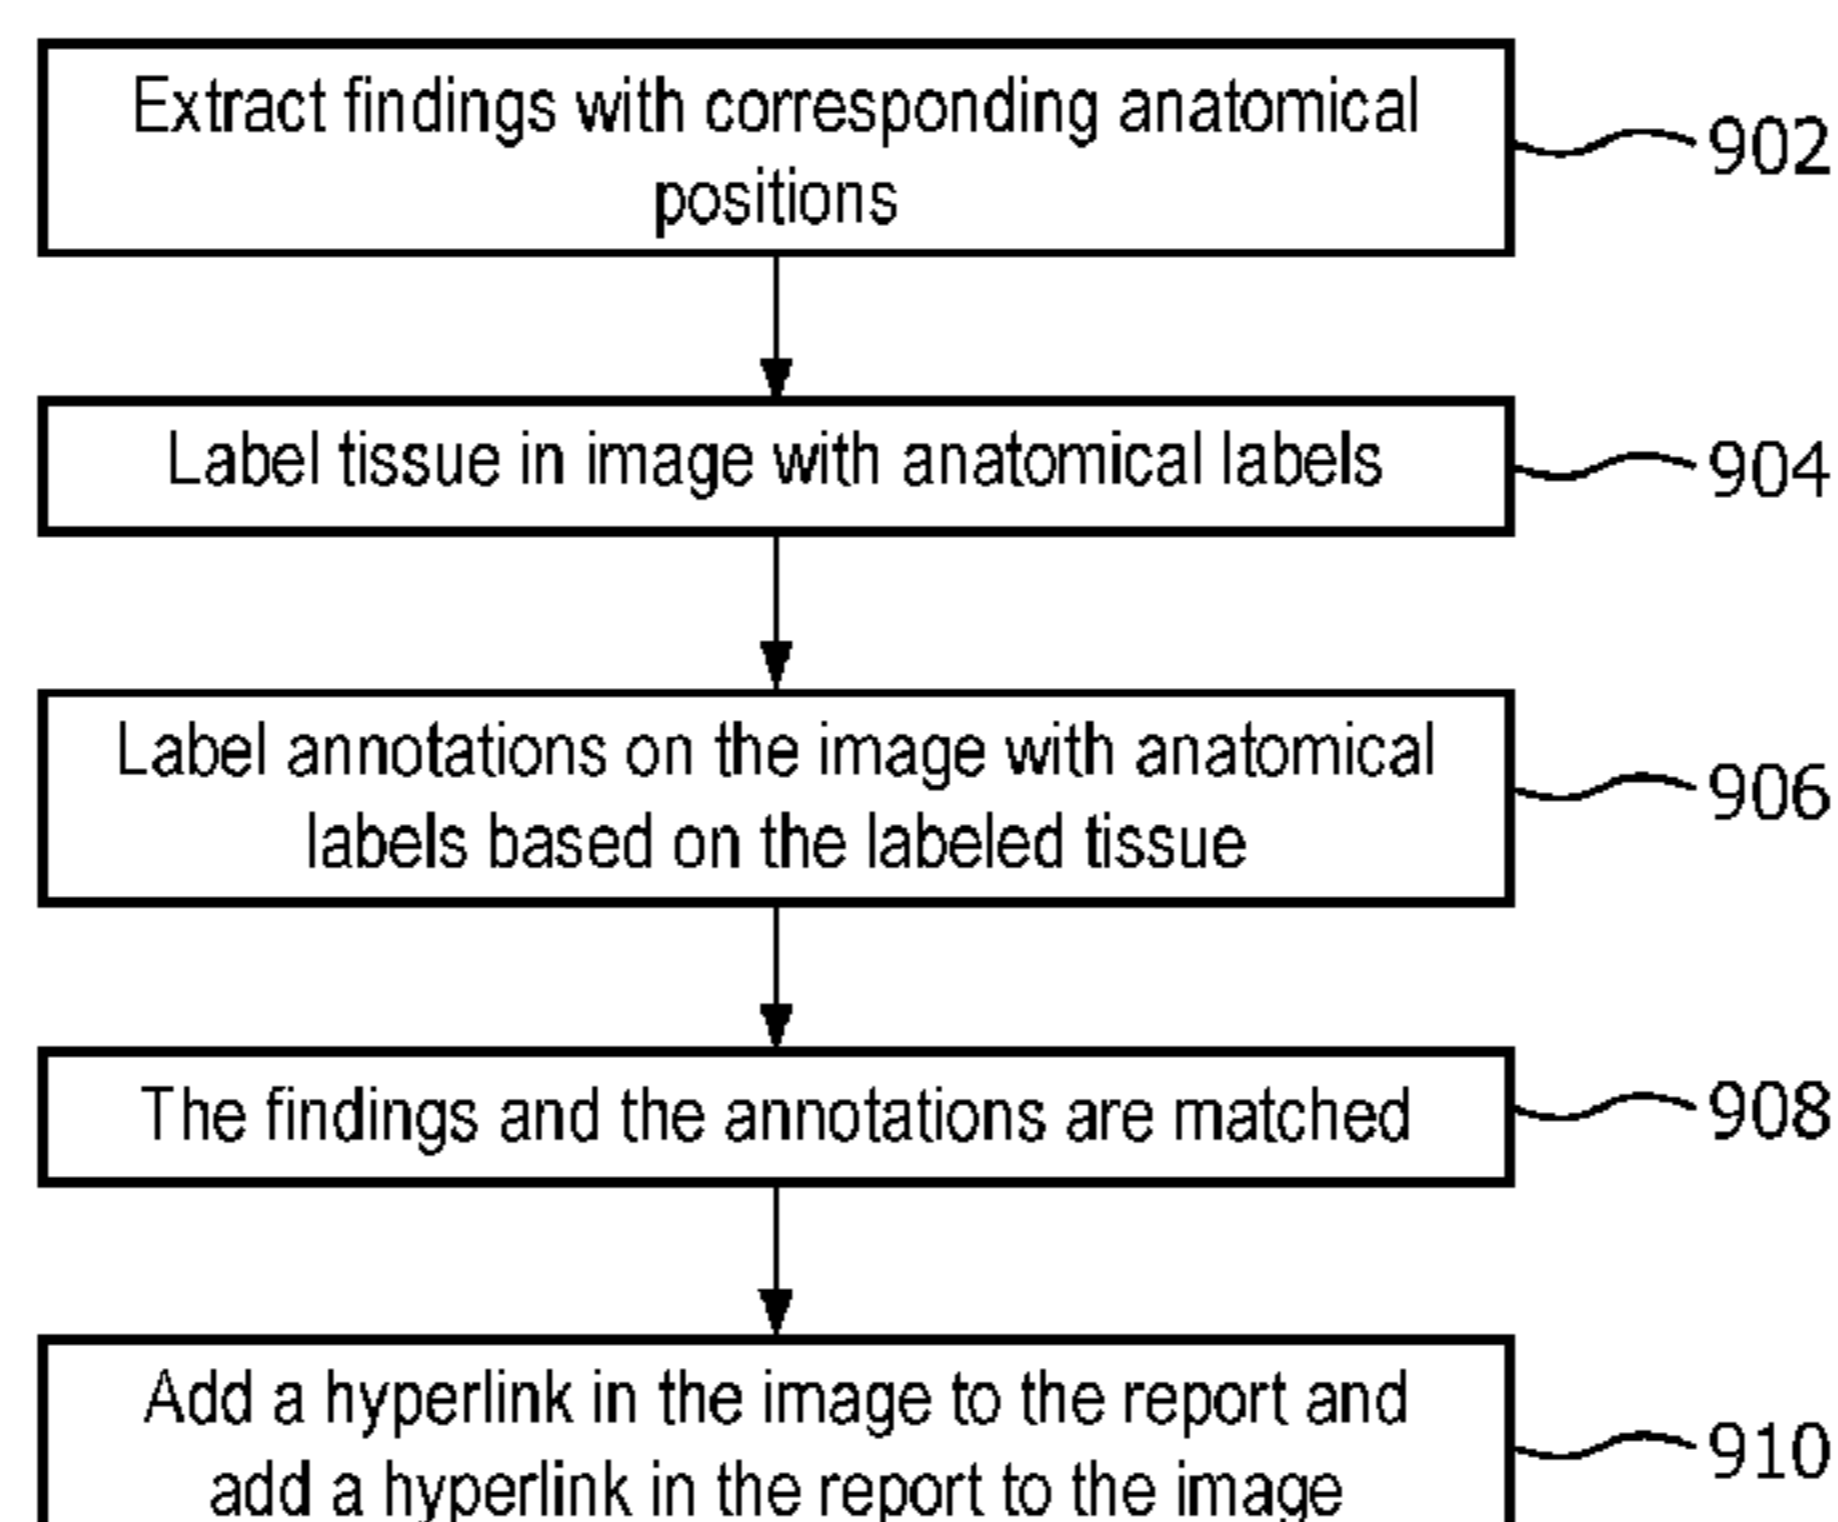 Extract findings with corresponding anatomical
positions
902
Label tissue in image with anatomical labels
904
Label annotations on the image with anatomical
labels based on the labeled tissue
906
The findings and the annotations are matched
908
Add a hyperlink in the image to the report and
add a hyperlink in the report to the image
910